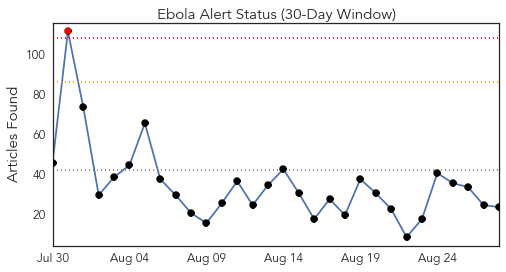 Ebola Alert Status (30-Day Window)
Articles Found
100
80
60
40
20
Jul 30 Aug 04 Aug 09 Aug 14 Aug 19 Aug 24